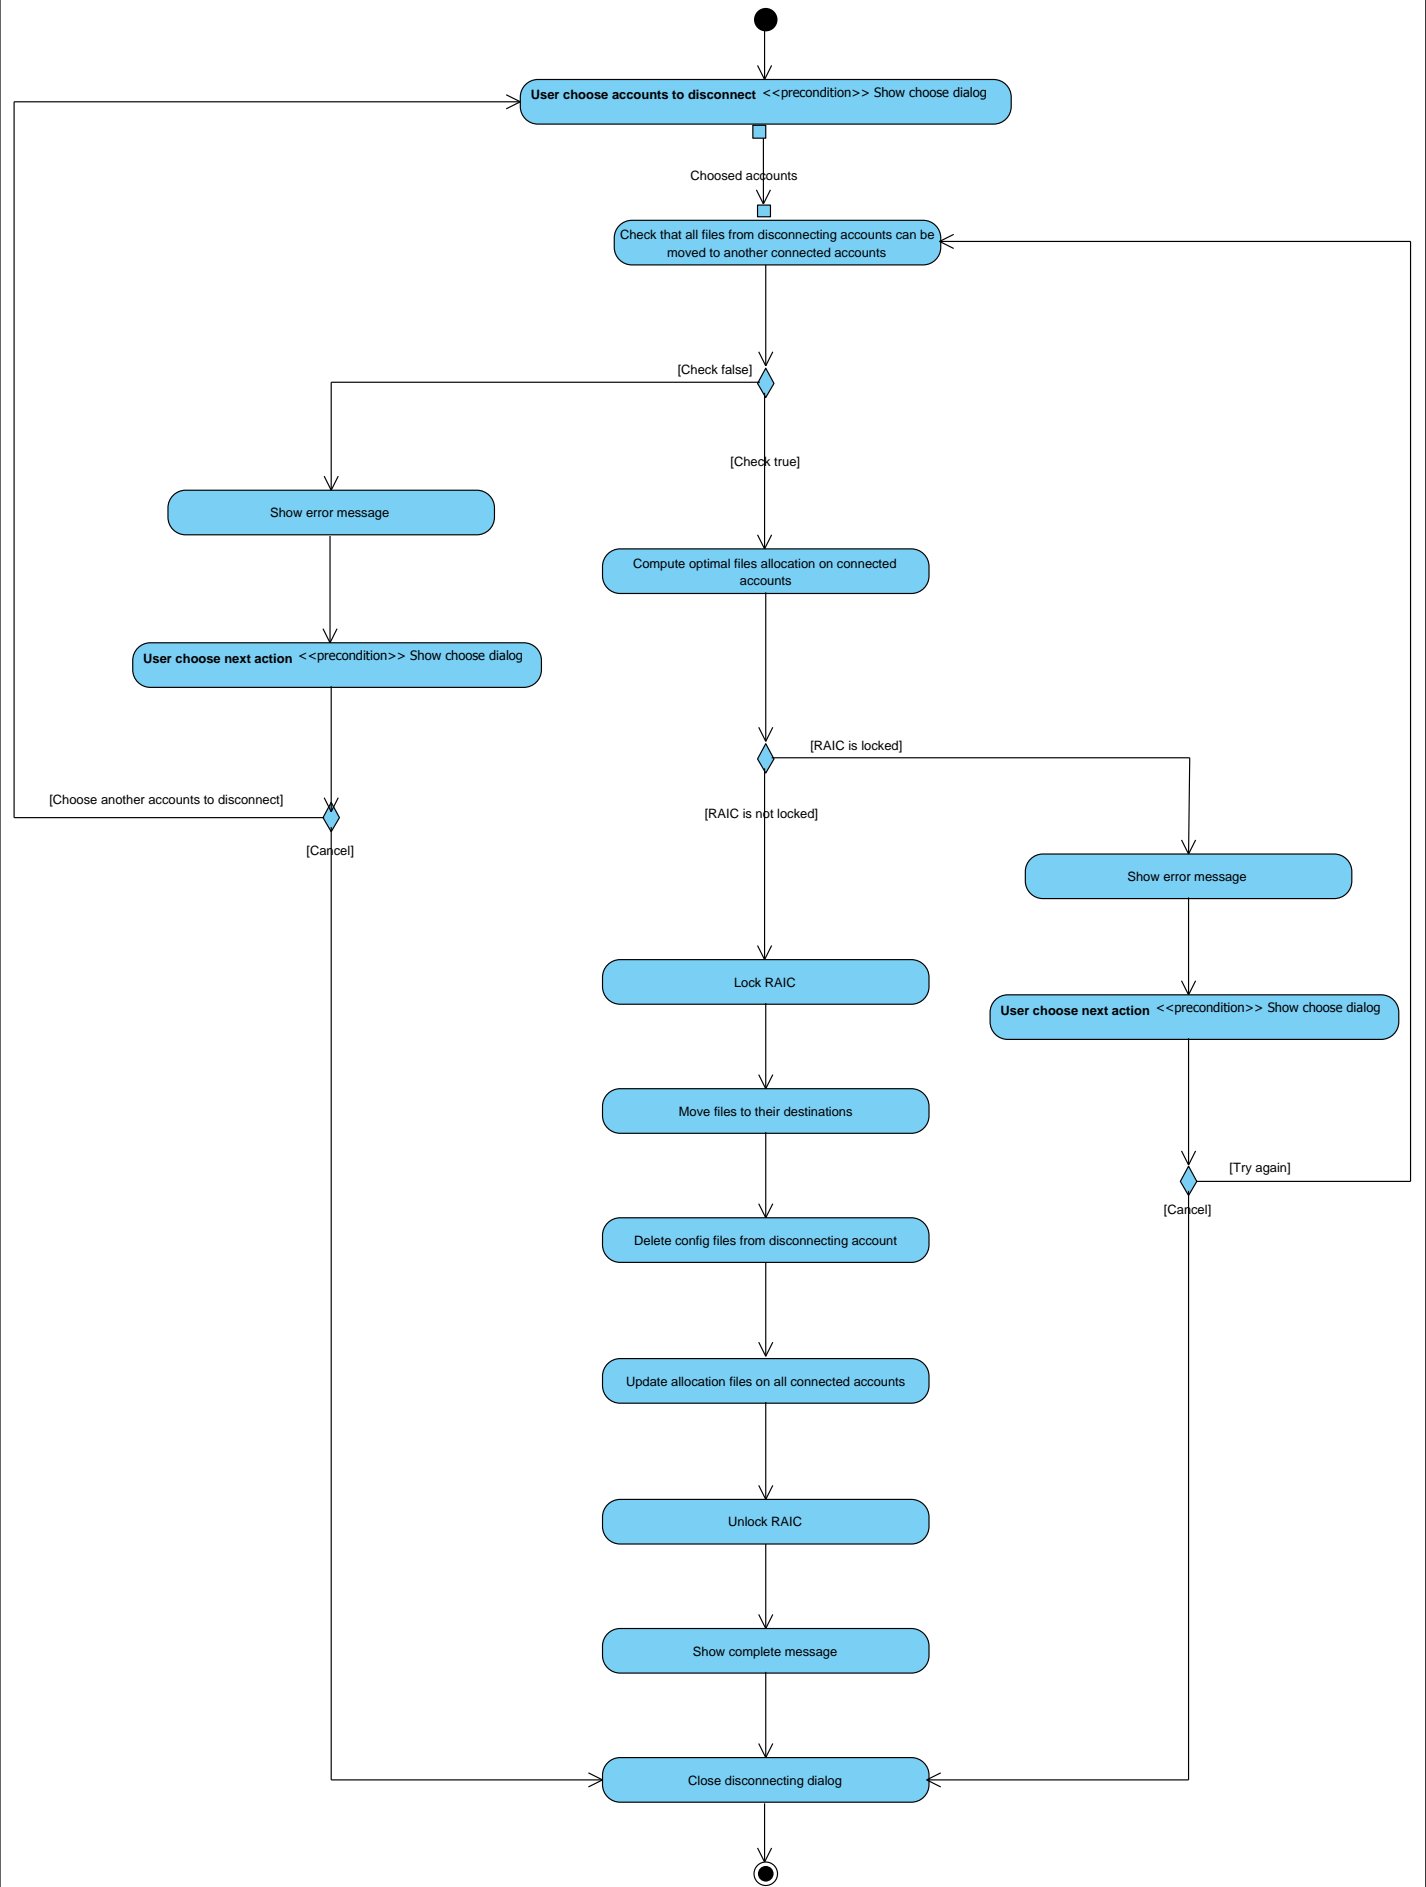 User choose accounts to disconnect <<precondition>> Show choose dialog
Choosed accounts
Check that all files from disconnecting accounts can be
moved to another connected accounts
[Check false]
[Check true]
Show error message
Compute optimal files allocation on connected
accounts
User choose next action <<precondition>> Show choose dialog
[RAIC is locked]
[Choose another accounts to disconnect]
[RAIC is not locked]
[Cancel]
Show error message
Lock RAIC
User choose next action <<precondition>> Show choose dialog
Move files to their destinations
[Try again]
[Cancel]
Delete config files from disconnecting account
Update allocation files on all connected accounts
Unlock RAIC
Show complete message
Close disconnecting dialog